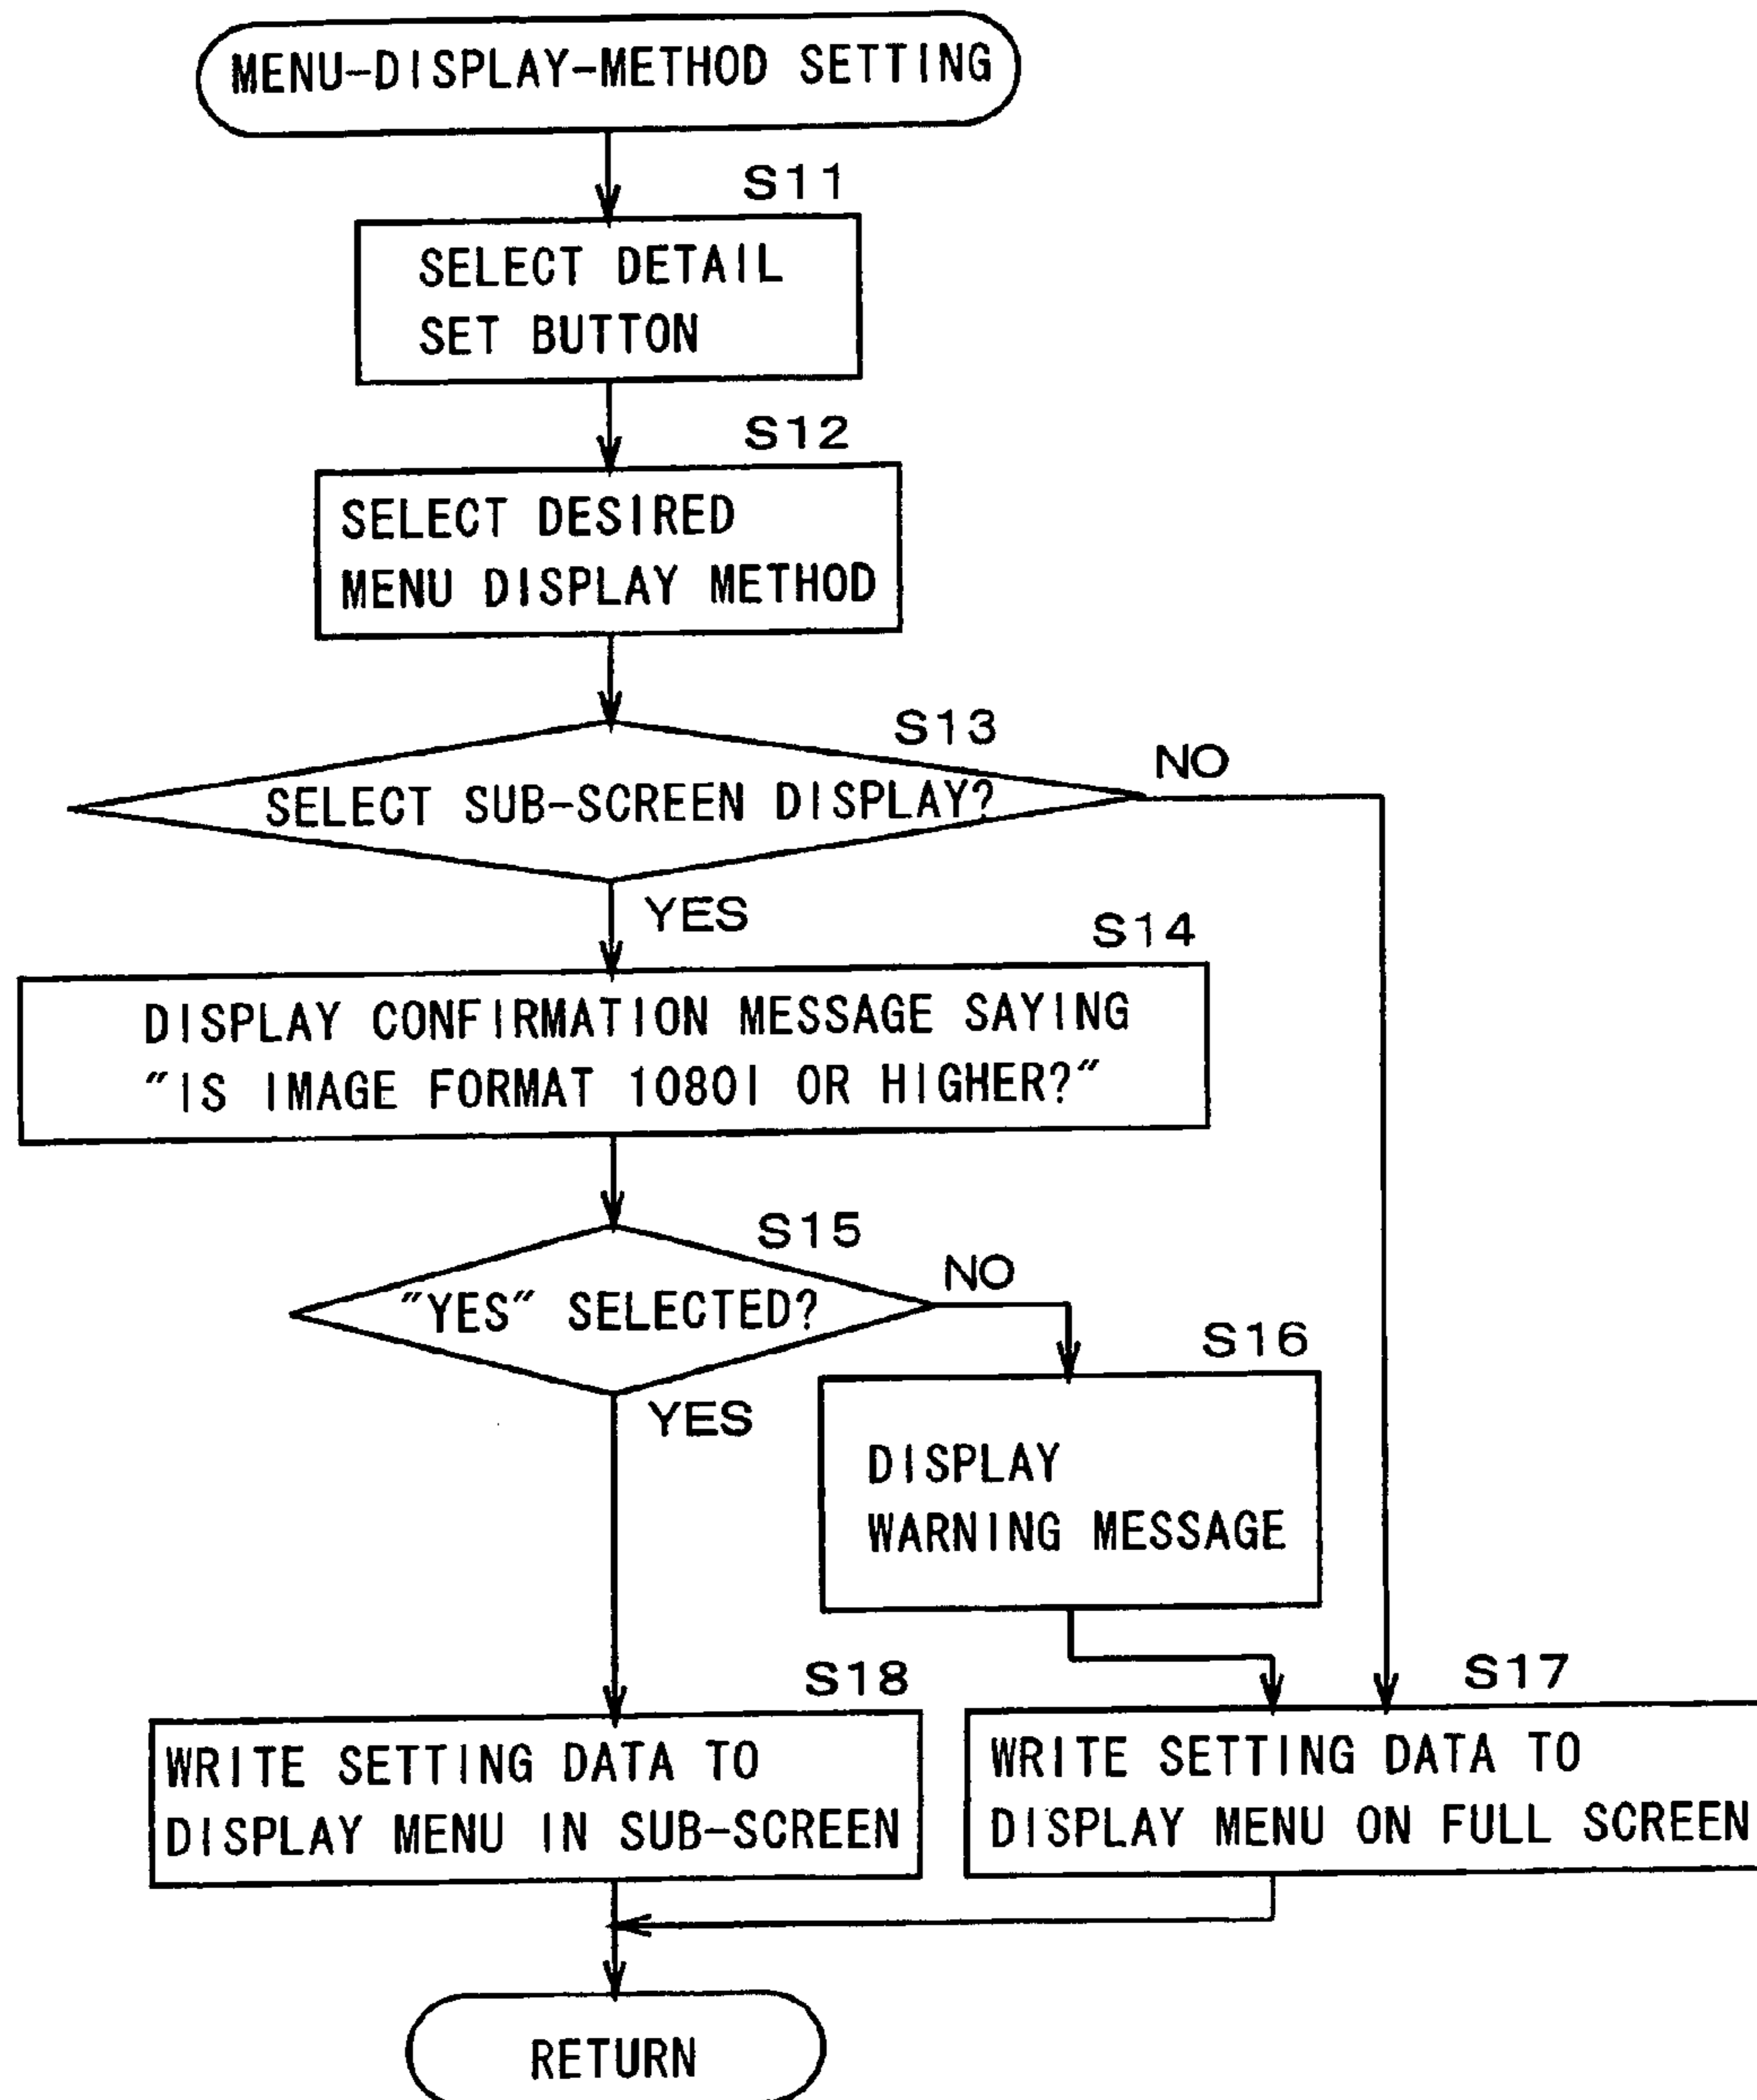 MENU-DISPLAY-METHOD SETTING
S11
SELECT DETAIL
SET BUTTON
S12
SELECT DESIRED
MENU DISPLAY METHOD
S13
NO
SELECT SUB-SCREEN DISPLAY?
YES
S14
DISPLAY CONFIRMATION MESSAGE SAYING
"IS IMAGE FORMAT 1080I OR HIGHER?"
S15
NO
"YES" SELECTED?
S16
YES
DISPLAY
WARNING MESSAGE
S18
S17
WRITE SETTING DATA TO
DISPLAY MENU IN SUB-SCREEN
WRITE SETTING DATA TO
DISPLAY MENU ON FULL SCREEN
RETURN